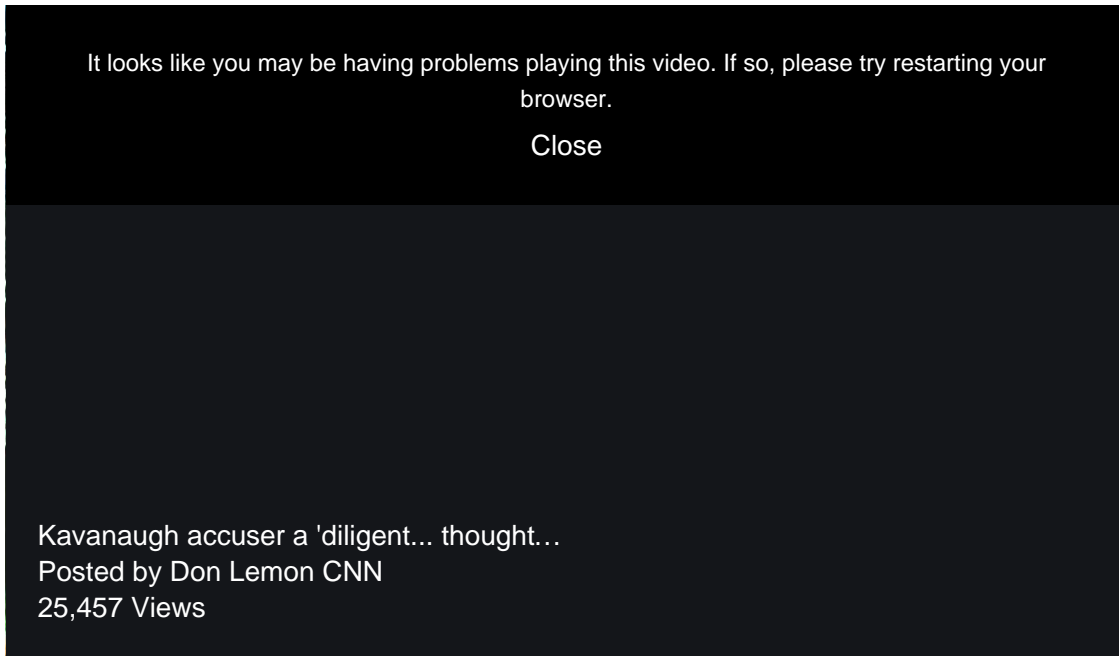 It looks like you may be having problems playing this video. If so, please try restarting your
browser.
Close
Kavanaugh accuser a 'diligent... thought…
Posted by Don Lemon CNN
25,457 Views